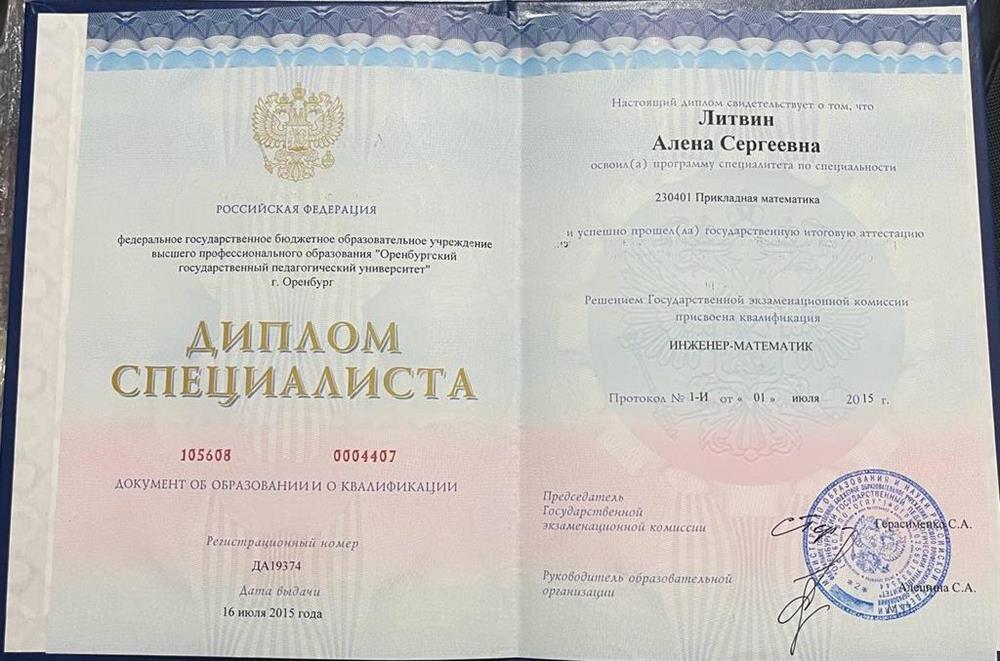 РОССИЙСКАЯ ФЕДЕРАЦИЯ
федеральное государственное бюджетное образовательное учреждение
высшего профессионального образования "Оренбургский
государственный педагогический университет"
г. Оренбург
ДИПЛОМ
СПЕЦИАЛИСТА
105608 0004407
ДОКУМЕНТ ОБ ОБРАЗОВАНИИ И О КВАЛИФИКАЦИИ
Регистрационный номер
ДА19374
Дата выдачи
16 июля 2015 года
Настоящий диплом свидетельствует о том, что
Литвин
Алена Сергеевна
освоил(а) программу специалитета по специальности
230401 Прикладная математика
и успешно прошел(ла) государственную итоговую аттестацию
Решением Государственной экзаменационной комиссии
присвоена квалификация
ИНЖЕНЕР-МАТЕМАТИК
Протокол № 1-И от « 01 » июля 2015 г.
Председатель
Государственной
экзаменационной комиссии
Герасименко С.А.
Руководитель образовательной
организации
Алешина С.А.